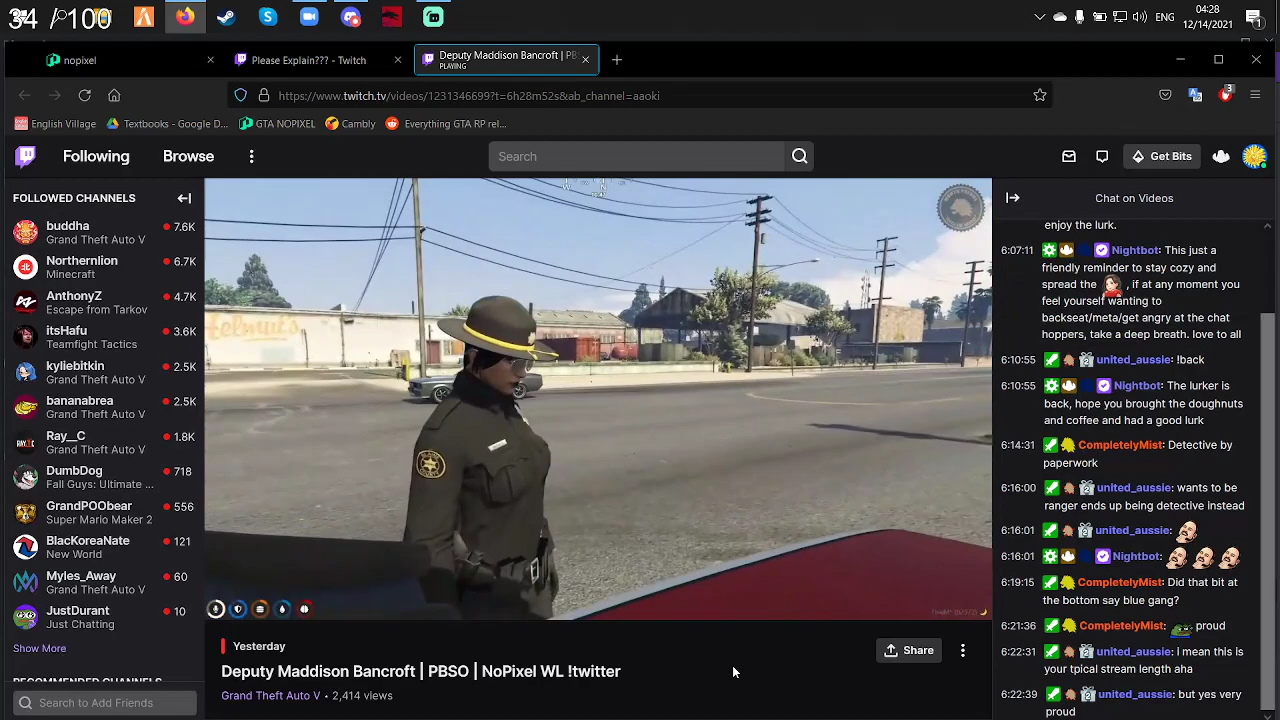 34 /P100
ENG
04:28
12/14/2021
1
nopixel
Please Explain??? - Twitch
Deputy Maddison Bancroft | PB
PLAYING
https://www.twitch.tv/videos/1231346699?t=6h28m52s&ab_channel=aaoki
3
English Village
Textbooks - Google D...
GTA NOPIXEL
Cambly
Everything GTA RP rel...
Following
Browse
Search
Get Bits
FOLLOWED CHANNELS
buddha
7.6K
Grand Theft Auto V
Northernlion
6.7K
Minecraft
AnthonyZ
4.7K
Escape from Tarkov
itsHafu
3.6K
Teamfight Tactics
kyliebitkin
2.5K
Grand Theft Auto V
bananabrea
2.5K
Grand Theft Auto V
Ray__C
1.8K
Grand Theft Auto V
DumbDog
718
Fall Guys: Ultimate ...
GrandPOObear
556
Super Mario Maker 2
BlacKoreaNate
121
New World
Myles_Away
60
Grand Theft Auto V
JustDurant
10
Just Chatting
Show More
RECOMMENDED CHANNELS
Search to Add Friends
Helmut's
Yesterday
Share
Deputy Maddison Bancroft | PBSO | NoPixel WL !twitter
Grand Theft Auto V • 2,414 views
Chat on Videos
enjoy the lurk.
6:07:11 Nightbot: This just a
friendly reminder to stay cozy and
spread the , if at any moment you
feel yourself wanting to
backseat/meta/get angry at the chat
hoppers, take a deep breath. love to all
6:10:55 united_aussie: !back
6:10:55 Nightbot: The lurker is
back, hope you brought the doughnuts
and coffee and had a good lurk
6:14:31 CompletelyMist: Detective by
paperwork
6:16:00 united_aussie: wants to be
ranger ends up being detective instead
6:16:01 united_aussie:
6:16:01 Nightbot:
6:19:15 CompletelyMist: Did that bit at
the bottom say blue gang?
6:21:36 CompletelyMist: proud
6:22:31 united_aussie: i mean this is
your tpical stream length aha
6:22:39 united_aussie: but yes very
proud